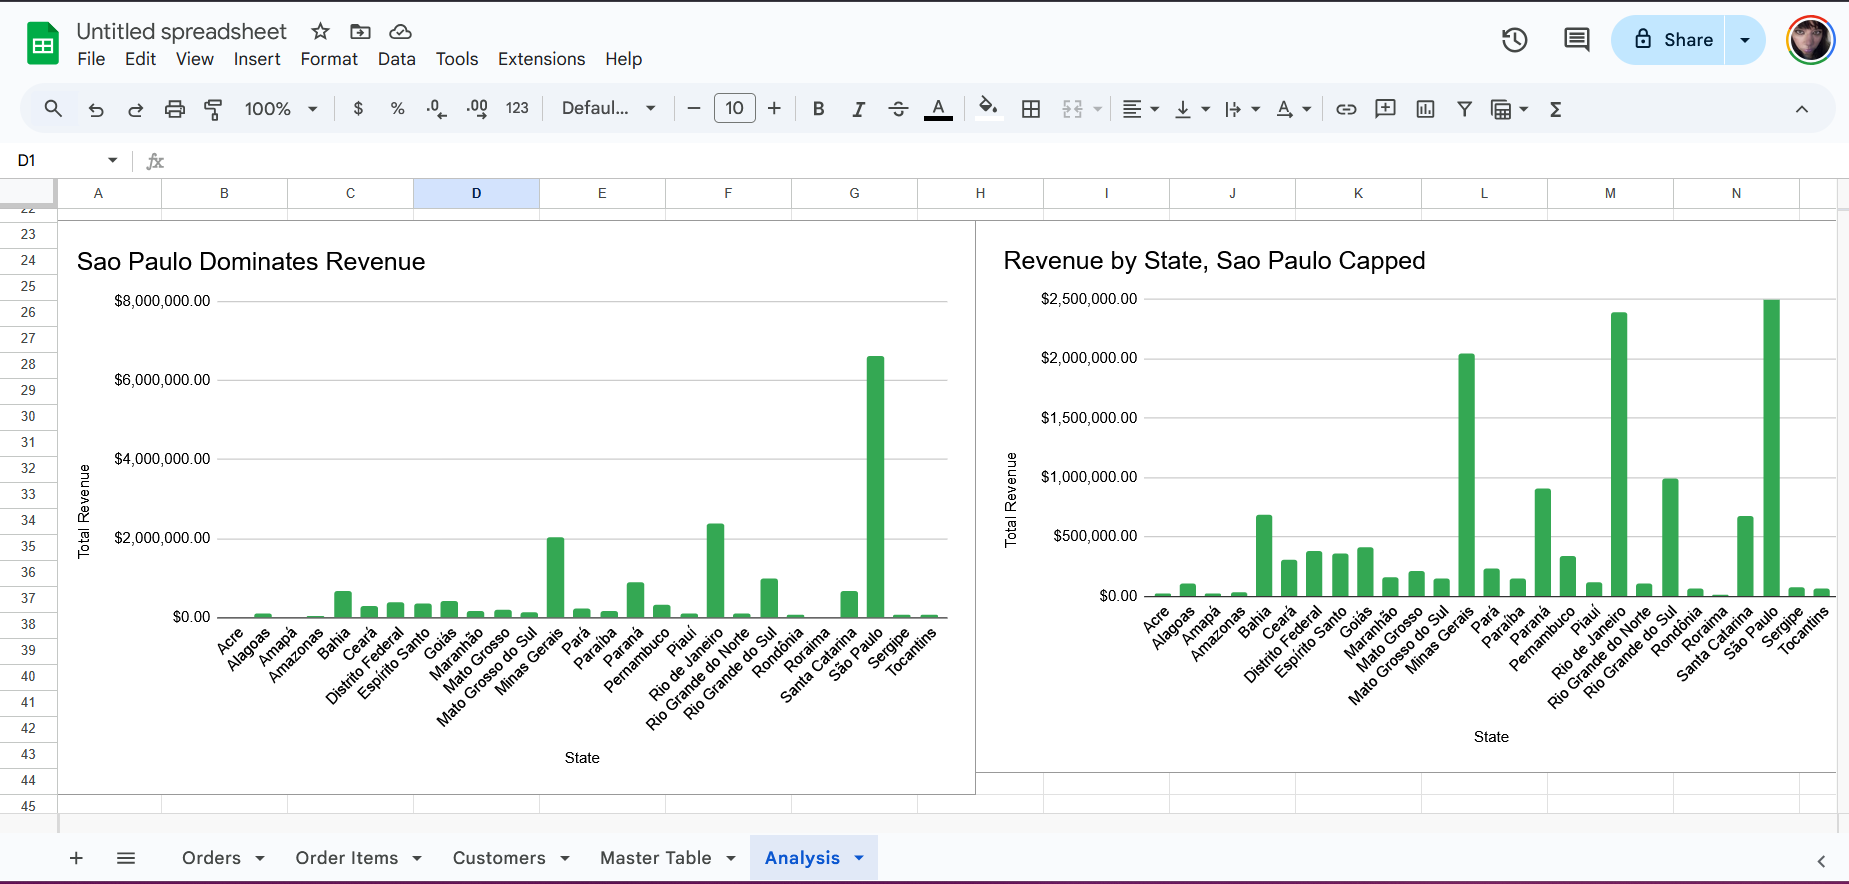 Untitled spreadsheet
File Edit View Insert Format Data Tools Extensions Help
Share
100% $ % .0 .00 123 Defaul... 10 B I A Σ
D1 fx
A B C D E F G H I J K L M N
22
23
24
25
26
27
28
29
30
31
32
33
34
35
36
37
38
39
40
41
42
43
44
45
Sao Paulo Dominates Revenue
Total Revenue
$8,000,000.00
$6,000,000.00
$4,000,000.00
$2,000,000.00
$0.00
Acre
Alagoas
Amapá
Amazonas
Bahia
Ceará
Distrito Federal
Espírito Santo
Goiás
Maranhão
Mato Grosso
Mato Grosso do Sul
Minas Gerais
Pará
Paraíba
Paraná
Pernambuco
Piauí
Rio de Janeiro
Rio Grande do Norte
Rio Grande do Sul
Rondônia
Roraima
Santa Catarina
São Paulo
Sergipe
Tocantins
State
Revenue by State, Sao Paulo Capped
Total Revenue
$2,500,000.00
$2,000,000.00
$1,500,000.00
$1,000,000.00
$500,000.00
$0.00
Acre
Alagoas
Amapá
Amazonas
Bahia
Ceará
Distrito Federal
Espírito Santo
Goiás
Maranhão
Mato Grosso
Mato Grosso do Sul
Minas Gerais
Pará
Paraíba
Paraná
Pernambuco
Piauí
Rio de Janeiro
Rio Grande do Norte
Rio Grande do Sul
Rondônia
Roraima
Santa Catarina
São Paulo
Sergipe
Tocantins
State
Orders Order Items Customers Master Table Analysis